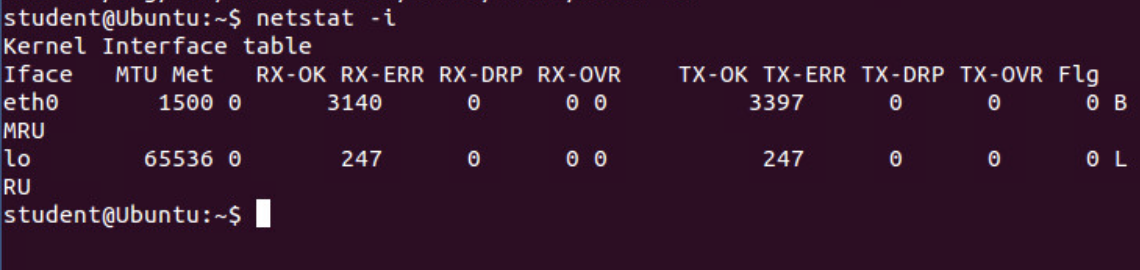 student@Ubuntu:~$ netstat -i
Kernel Interface table
Iface   MTU Met   RX-OK RX-ERR RX-DRP RX-OVR    TX-OK TX-ERR TX-DRP TX-OVR Flg
eth0       1500 0      3140      0      0 0          3397      0      0      0 B
MRU
lo        65536 0       247      0      0 0           247      0      0      0 L
RU
student@Ubuntu:~$